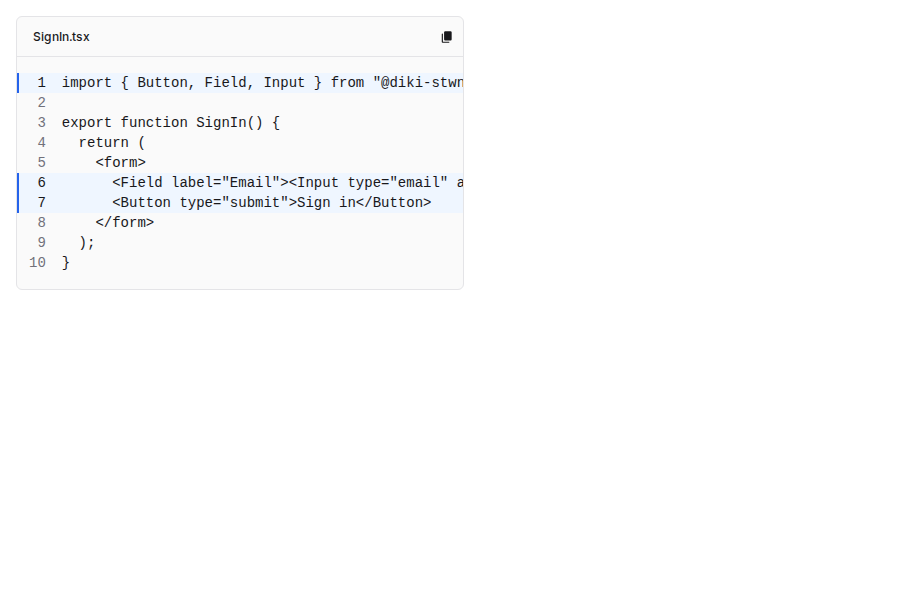 SignIn.tsx
1 import { Button, Field, Input } from "@diki-stwn
2
3 export function SignIn() {
4   return (
5     <form>
6       <Field label="Email"><Input type="email" a
7       <Button type="submit">Sign in</Button>
8     </form>
9   );
10 }